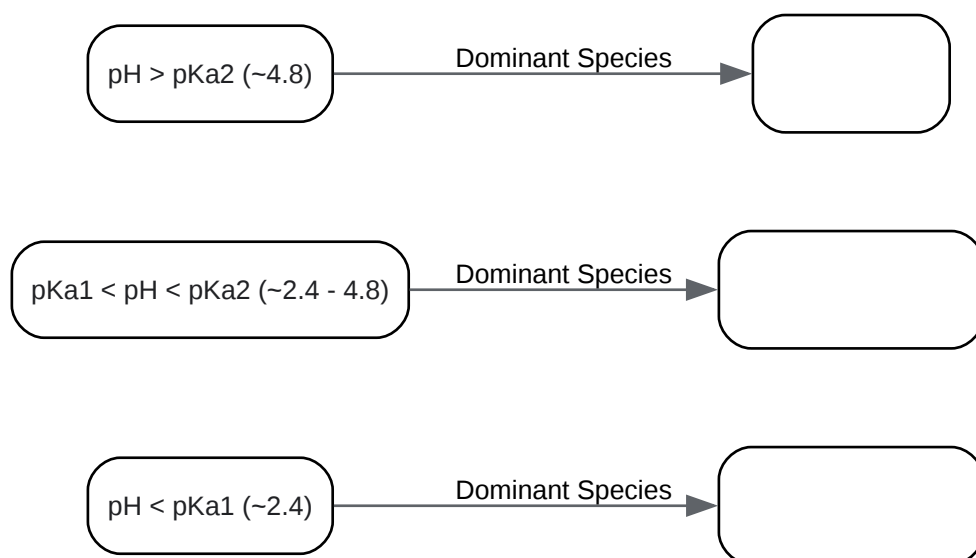 pH > pKa2 (~4.8)
Dominant Species
pKa1 < pH < pKa2 (~2.4 - 4.8)
Dominant Species
pH < pKa1 (~2.4)
Dominant Species